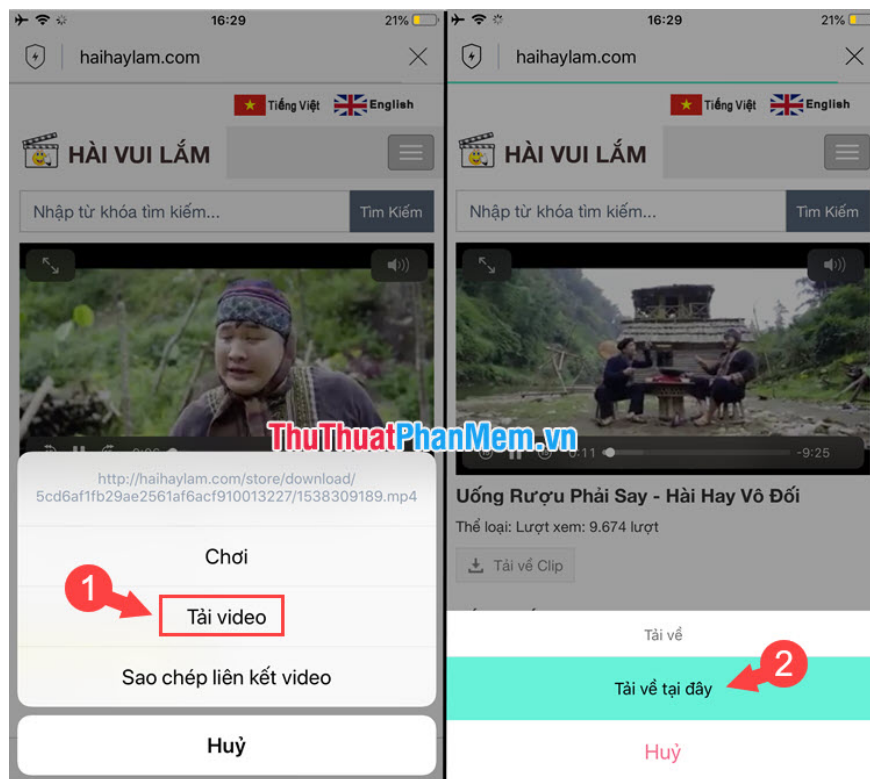 16:29
21%
haihaylam.com
Tiếng Việt
English
HÀI VUI LẮM
Nhập từ khóa tìm kiếm...
Tìm Kiếm
http://haihaylam.com/store/download/
5cd6af1fb29ae2561af6acf910013227/1538309189.mp4
Chơi
1
Tải video
Sao chép liên kết video
Huỷ
16:29
21%
haihaylam.com
Tiếng Việt
English
HÀI VUI LẮM
Nhập từ khóa tìm kiếm...
Tìm Kiếm
ThuThuatPhanMem.vn
0:11
-9:25
Uống Rượu Phải Say - Hài Hay Vô Đối
Thể loại: Lượt xem: 9.674 lượt
Tải về Clip
Tải về
2
Tải về tại đây
Huỷ